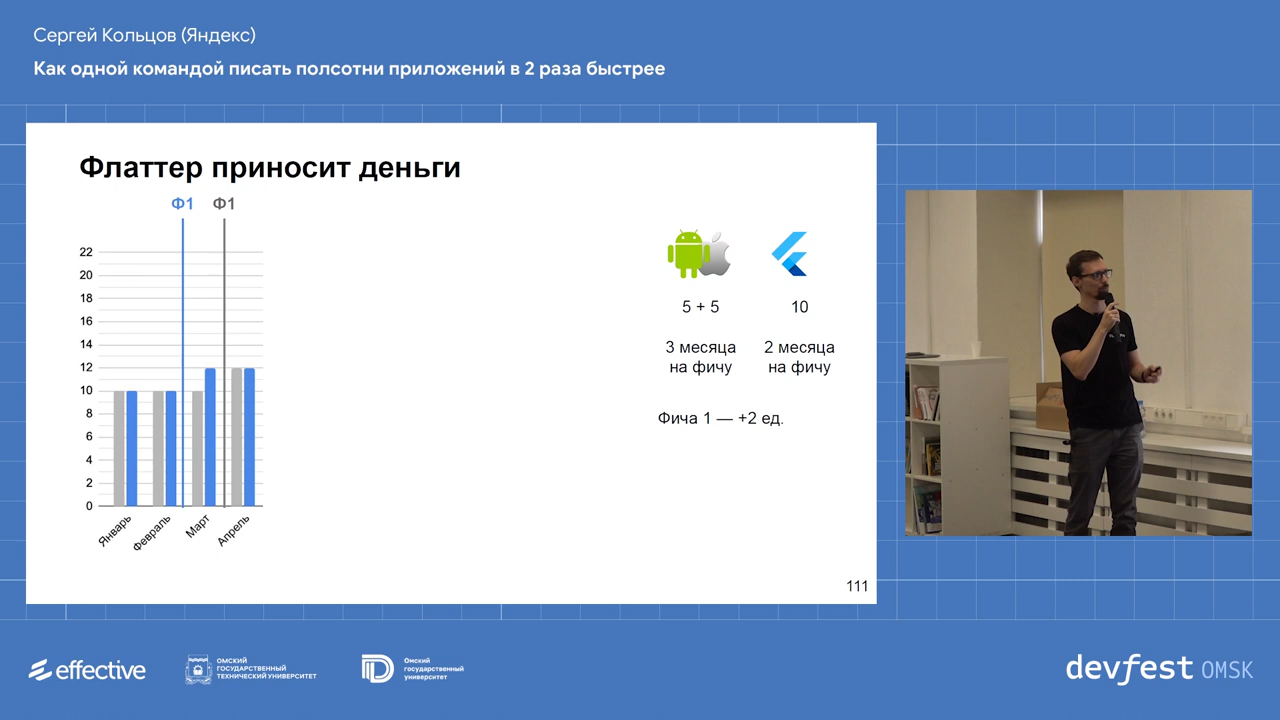 Сергей Кольцов (Яндекс)
Как одной командой писать полсотни приложений в 2 раза быстрее
Флаттер приносит деньги
Ф1 Ф1
22
20
18
16
14
12
10
8
6
4
2
0
Январь Февраль Март Апрель
5 + 5 10
3 месяца на фичу
2 месяца на фичу
Фича 1 — +2 ед.
111
effective
ОМСКИЙ
ГОСУДАРСТВЕННЫЙ
ТЕХНИЧЕСКИЙ УНИВЕРСИТЕТ
Омский
государственный
университет
devfest OMSK